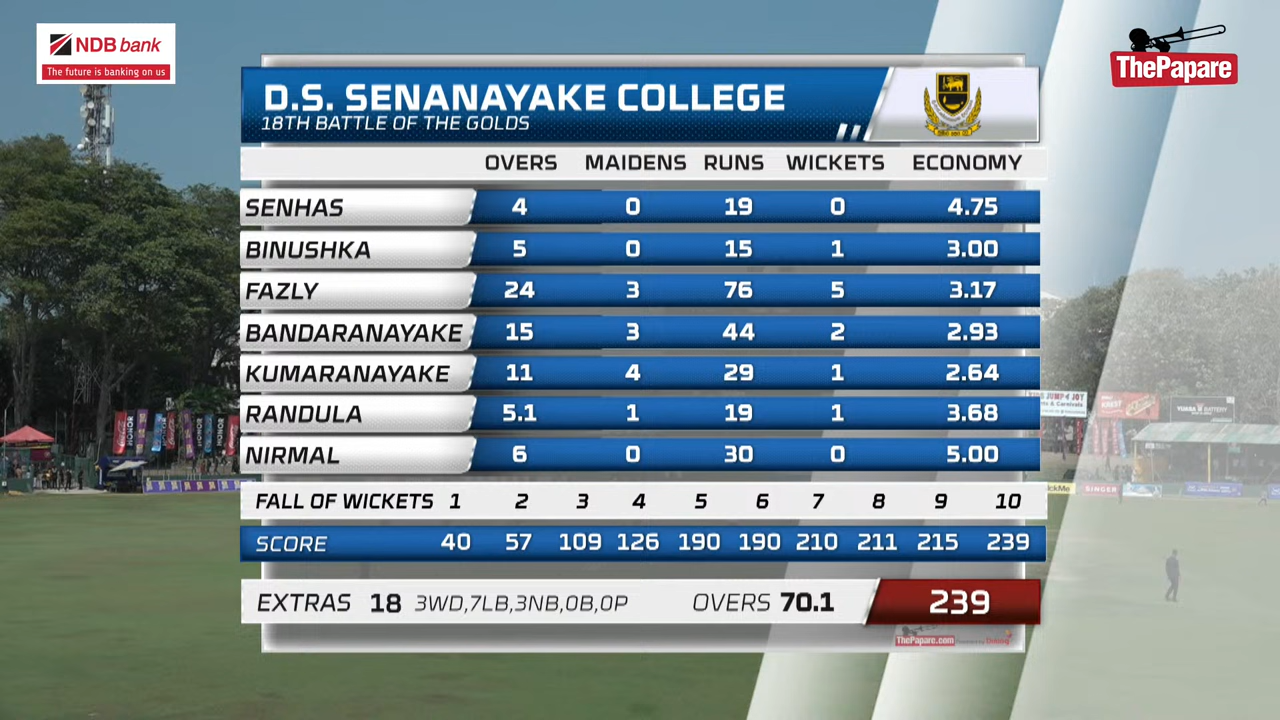 NDB bank
The future is banking on us
ThePapare
D.S. SENANAYAKE COLLEGE
18TH BATTLE OF THE GOLDS
OVERS MAIDENS RUNS WICKETS ECONOMY
SENHAS 4 0 19 0 4.75
BINUSHKA 5 0 15 1 3.00
FAZLY 24 3 76 5 3.17
BANDARANAYAKE 15 3 44 2 2.93
KUMARANAYAKE 11 4 29 1 2.64
RANDULA 5.1 1 19 1 3.68
NIRMAL 6 0 30 0 5.00
FALL OF WICKETS 1 2 3 4 5 6 7 8 9 10
SCORE 40 57 109 126 190 190 210 211 215 239
EXTRAS 18 3WD,7LB,3NB,0B,0P OVERS 70.1 239
ThePapare.com
HONOR
HONOR
HONOR
SINGER